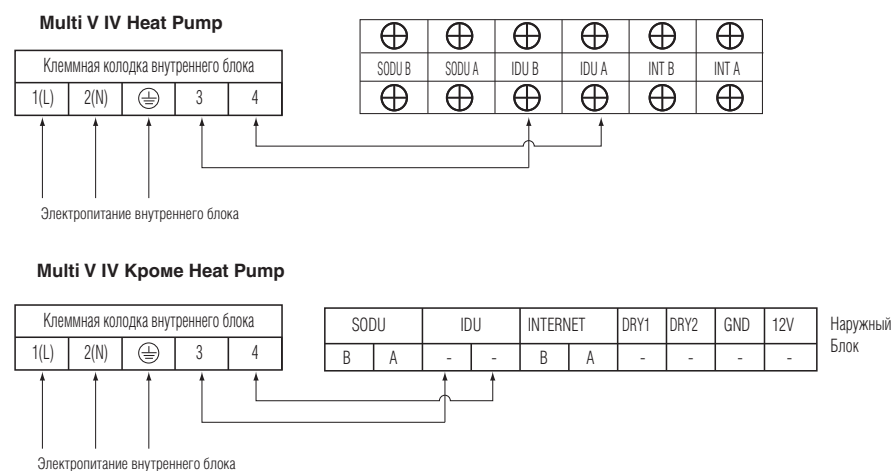 Multi V IV Heat Pump
Клеммная колодка внутреннего блока
1(L) 2(N) 3 4
SODU B SODU A IDU B IDU A INT B INT A
Электропитание внутреннего блока
Multi V IV Кроме Heat Pump
Клеммная колодка внутреннего блока
1(L) 2(N) 3 4
SODU IDU INTERNET DRY1 DRY2 GND 12V
B A - - B A - - - -
Наружный
Блок
Электропитание внутреннего блока